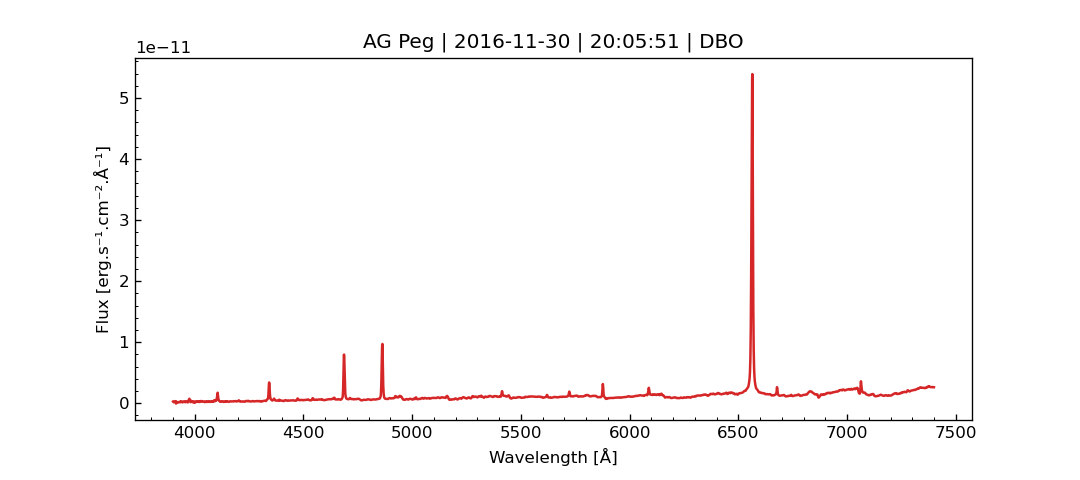 AG Peg | 2016-11-30 | 20:05:51 | DBO
1e−11
5
4
3
2
1
0
Flux [erg.s⁻¹.cm⁻².Å⁻¹]
4000 4500 5000 5500 6000 6500 7000 7500
Wavelength [Å]